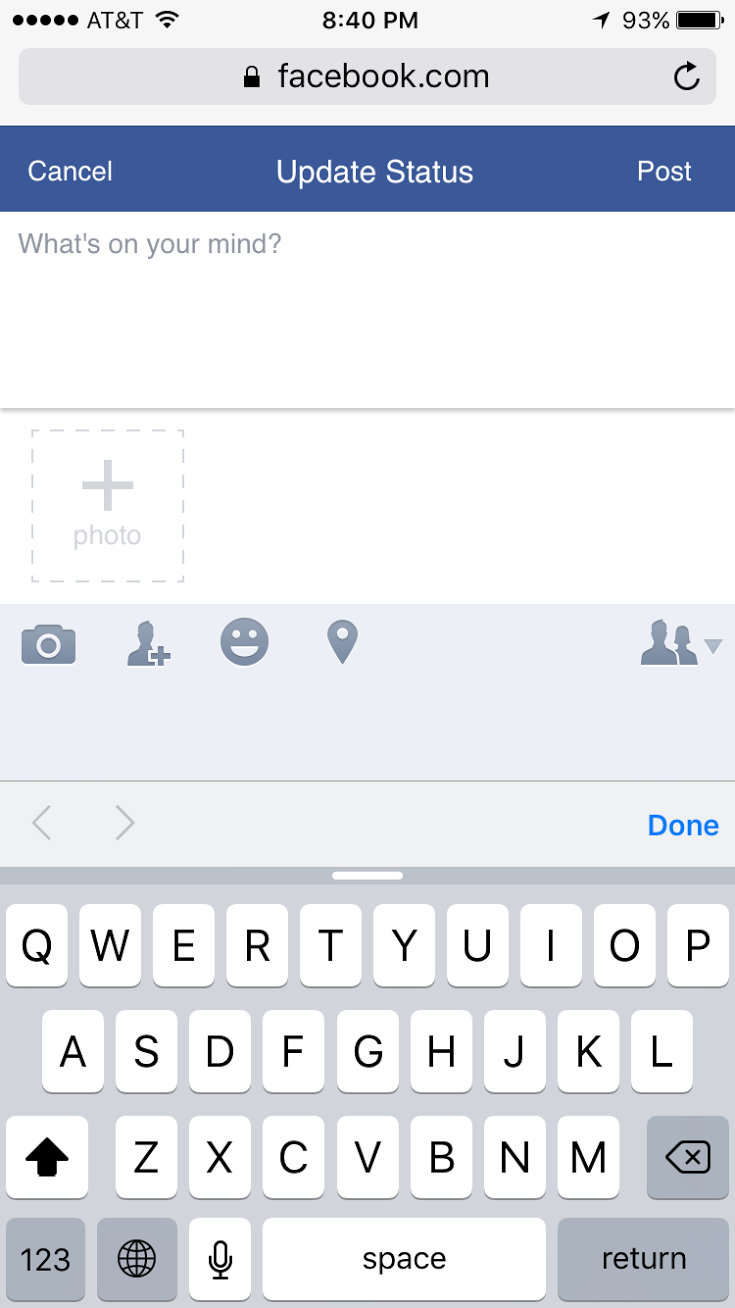 AT&T 8:40 PM 93%
facebook.com
Cancel Update Status Post
What's on your mind?
photo
Done
Q W E R T Y U I O P
A S D F G H J K L
Z X C V B N M
123 space return